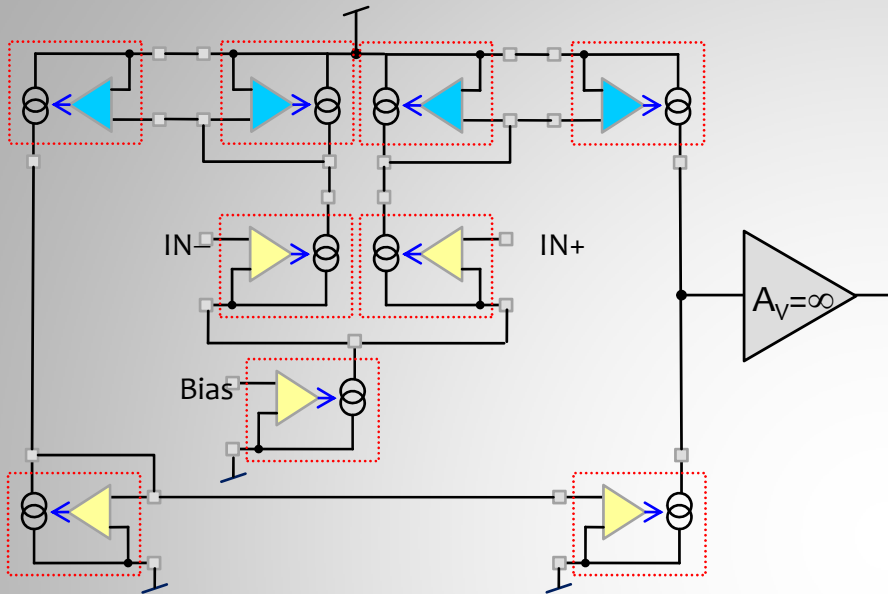 IN–
IN+
Aᵥ=∞
Bias